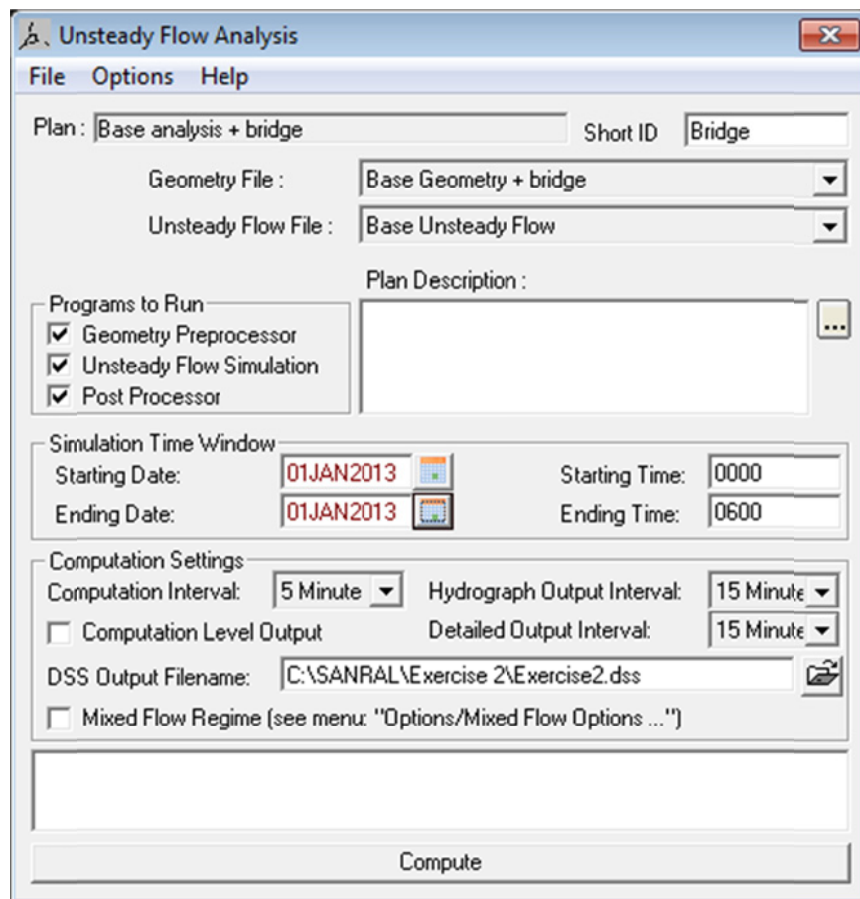 Unsteady Flow Analysis
File Options Help
Plan : Base analysis + bridge Short ID Bridge
Geometry File : Base Geometry + bridge
Unsteady Flow File : Base Unsteady Flow
Plan Description :
Programs to Run
Geometry Preprocessor
Unsteady Flow Simulation
Post Processor
...
Simulation Time Window
Starting Date: 01JAN2013 Starting Time: 0000
Ending Date: 01JAN2013 Ending Time: 0600
Computation Settings
Computation Interval: 5 Minute Hydrograph Output Interval: 15 Minute
Computation Level Output Detailed Output Interval: 15 Minute
DSS Output Filename: C:\SANRAL\Exercise 2\Exercise2.dss
Mixed Flow Regime (see menu: "Options/Mixed Flow Options ...")
Compute